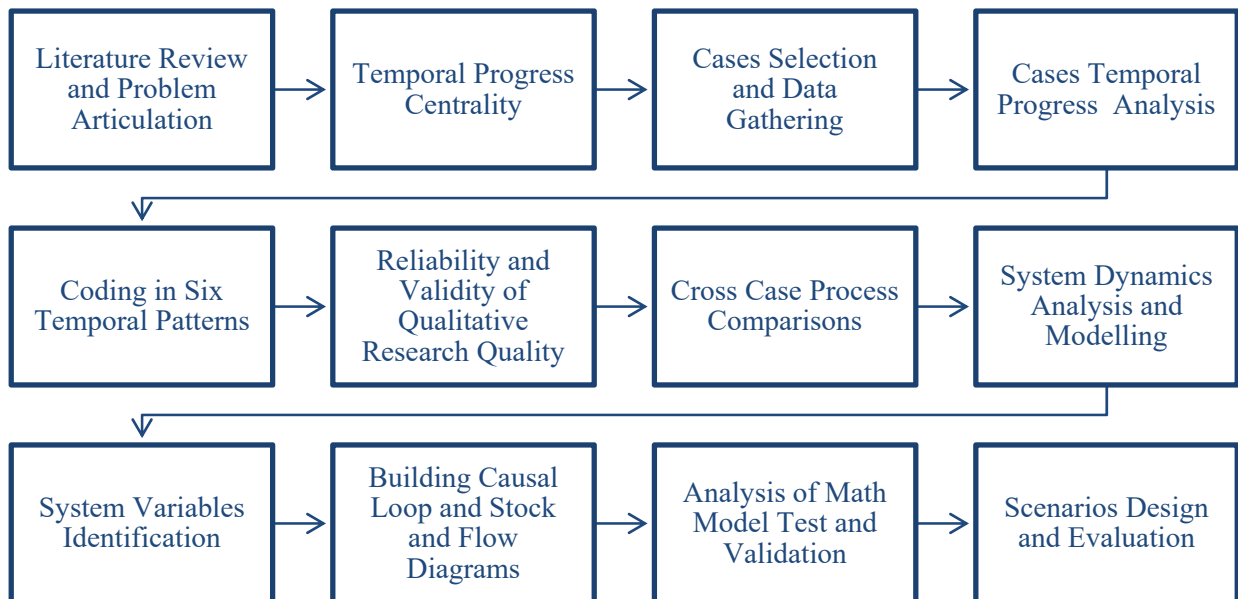 Literature Review
and Problem
Articulation
Temporal Progress
Centrality
Cases Selection
and Data
Gathering
Cases Temporal
Progress Analysis
Coding in Six
Temporal Patterns
Reliability and
Validity of
Qualitative
Research Quality
Cross Case Process
Comparisons
System Dynamics
Analysis and
Modelling
System Variables
Identification
Building Causal
Loop and Stock
and Flow
Diagrams
Analysis of Math
Model Test and
Validation
Scenarios Design
and Evaluation